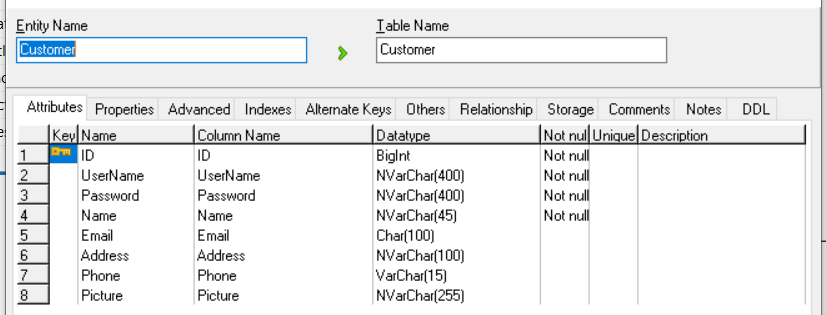 Entity Name Table Name
Customer Customer
Attributes Properties Advanced Indexes Alternate Keys Others Relationship Storage Comments Notes DDL
Key Name Column Name Datatype Not nul Unique Description
1 ID ID BigInt Not null
2 UserName UserName NVarChar(400) Not null
3 Password Password NVarChar(400) Not null
4 Name Name NVarChar(45) Not null
5 Email Email Char(100)
6 Address Address NVarChar(100)
7 Phone Phone VarChar(15)
8 Picture Picture NVarChar(255)